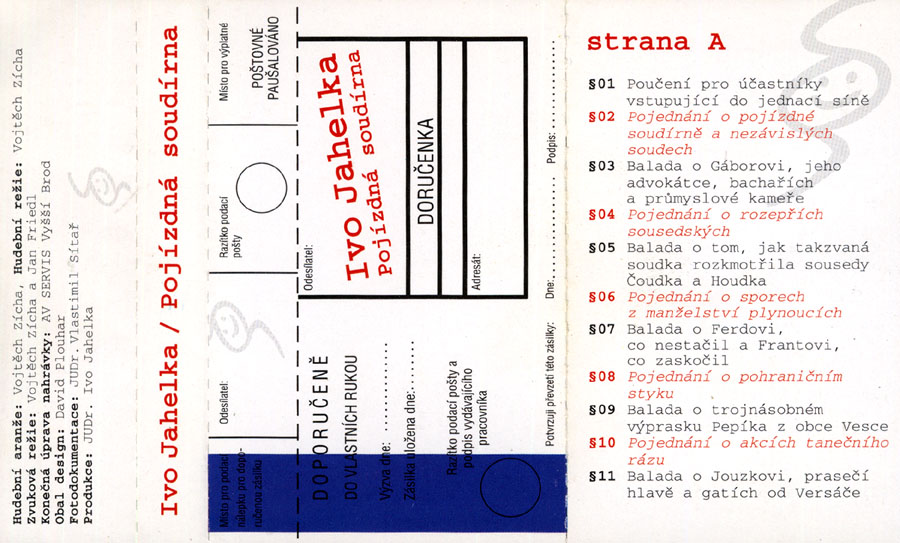 Hudební aranže: Vojtěch Zícha, Hudební režie: Vojtěch Zícha
Zvuková režie: Vojtěch Zícha a Jan Friedl
Konečná úprava nahrávky: AV SERVIS Vyšší Brod
Obal design: David Plouhar
Fotodokumentace: JUDr. Vlastimil Sítař
Produkce: JUDr. Ivo Jahelka
Ivo Jahelka / Pojízdná soudírna
Místo pro výplatné
POŠTOVNÉ
PAUŠALOVÁNO
Razítko podací
pošty
Odesílatel:
Místo pro podací
nálepko pro dopo-
ručenou zásilku
Odesílatel:
Ivo Jahelka
Pojízdná soudírna
DORUČENKA
Adresát:
DOPORUČENĚ
DO VLASTNÍCH RUKOU
Výzva dne:
Zásilka uložena dne:
Razítko podací pošty a
podpis vydávajícího
pracovníka
Potvrzuji převzetí této zásilky:
Dne:
Podpis:
strana A
§01 Poučení pro účastníky
vstupující do jednací síně
§02 Pojednání o pojízdné
soudírně a nezávislých
soudech
§03 Balada o Gáborovi, jeho
advokátce, bachařích
a průmyslové kameře
§04 Pojednání o rozepřích
sousedských
§05 Balada o tom, jak takzvaná
soudka rozkmotřila sousedy
Čoudka a Houdka
§06 Pojednání o sporech
z manželství plynoucích
§07 Balada o Ferdovi,
co nestačil a Frantovi,
co zaskočil
§08 Pojednání o pohraničním
styku
§09 Balada o trojnásobném
výprasku Pepíka z obce Vesce
§10 Pojednání o akcích tanečního
rázu
§11 Balada o Jouzkovi, prasečí
hlavě a gatích od Versáče